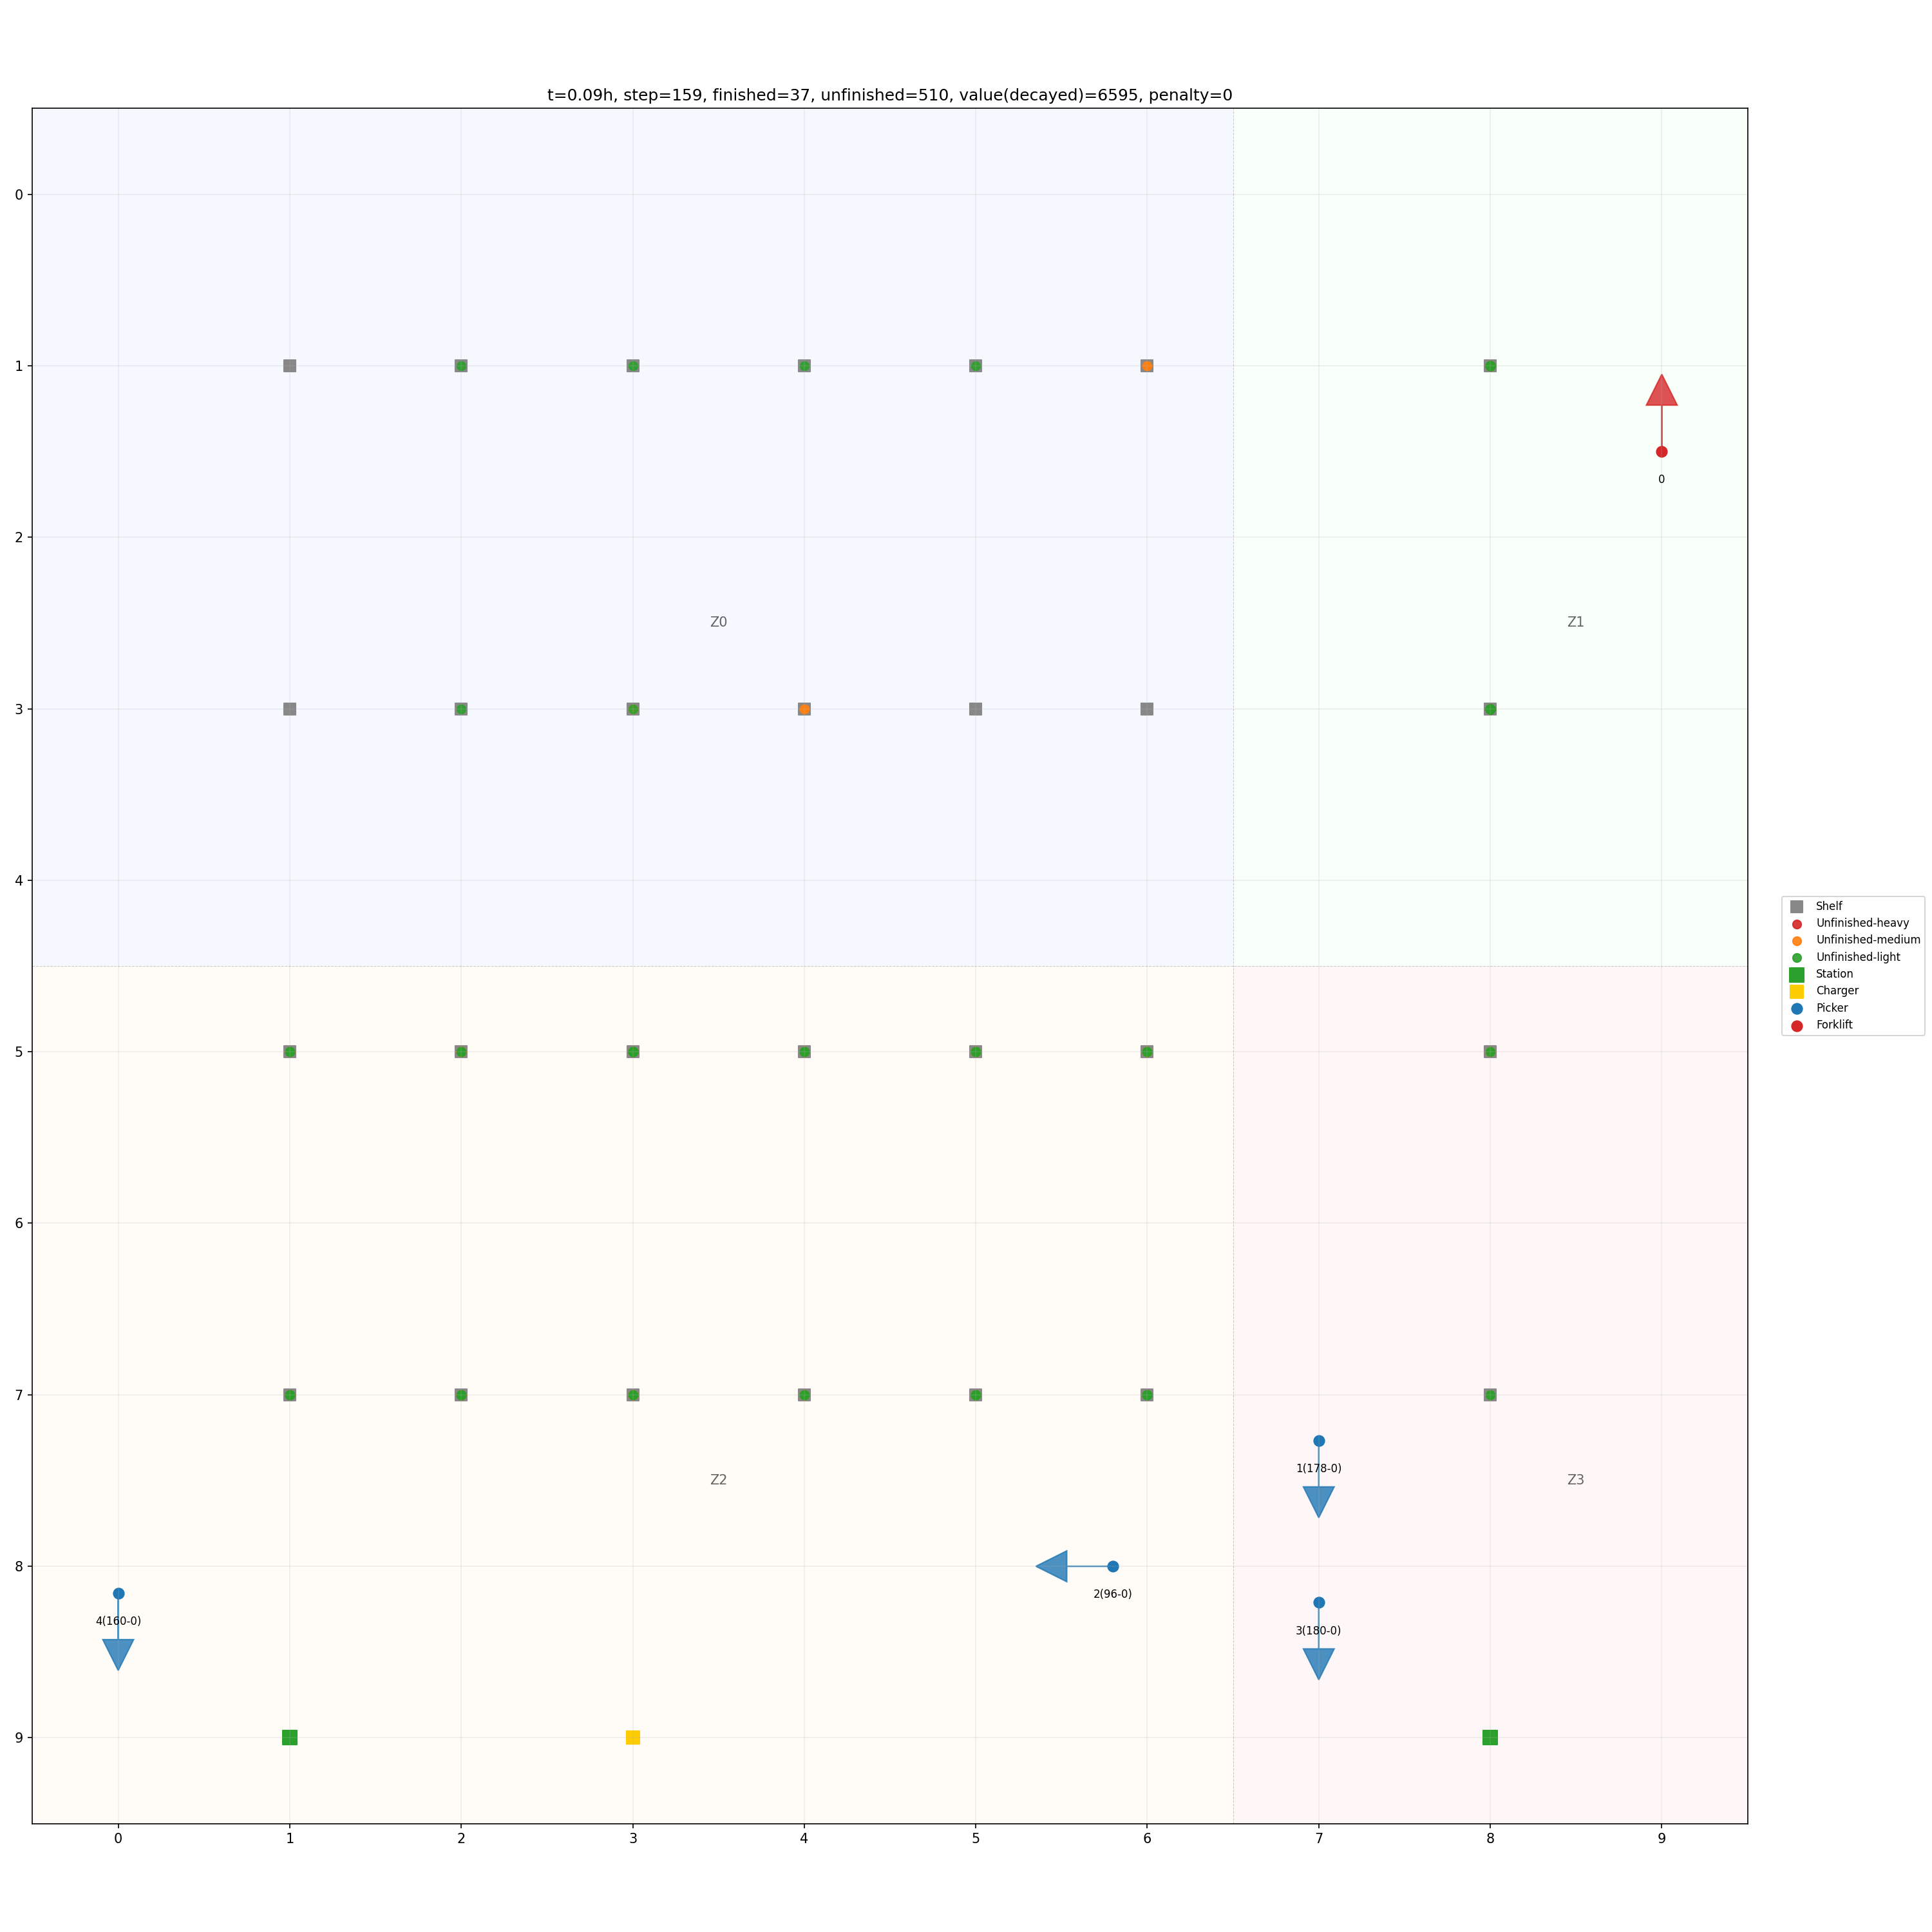 t=0.09h, step=159, finished=37, unfinished=510, value(decayed)=6595, penalty=0
0
1
0
2
Z0
Z1
3
4
Shelf
Unfinished-heavy
Unfinished-medium
Unfinished-light
Station
Charger
Picker
Forklift
5
6
7
1(178-0)
Z2
Z3
8
2(96-0)
4(160-0)
3(180-0)
9
0
1
2
3
4
5
6
7
8
9